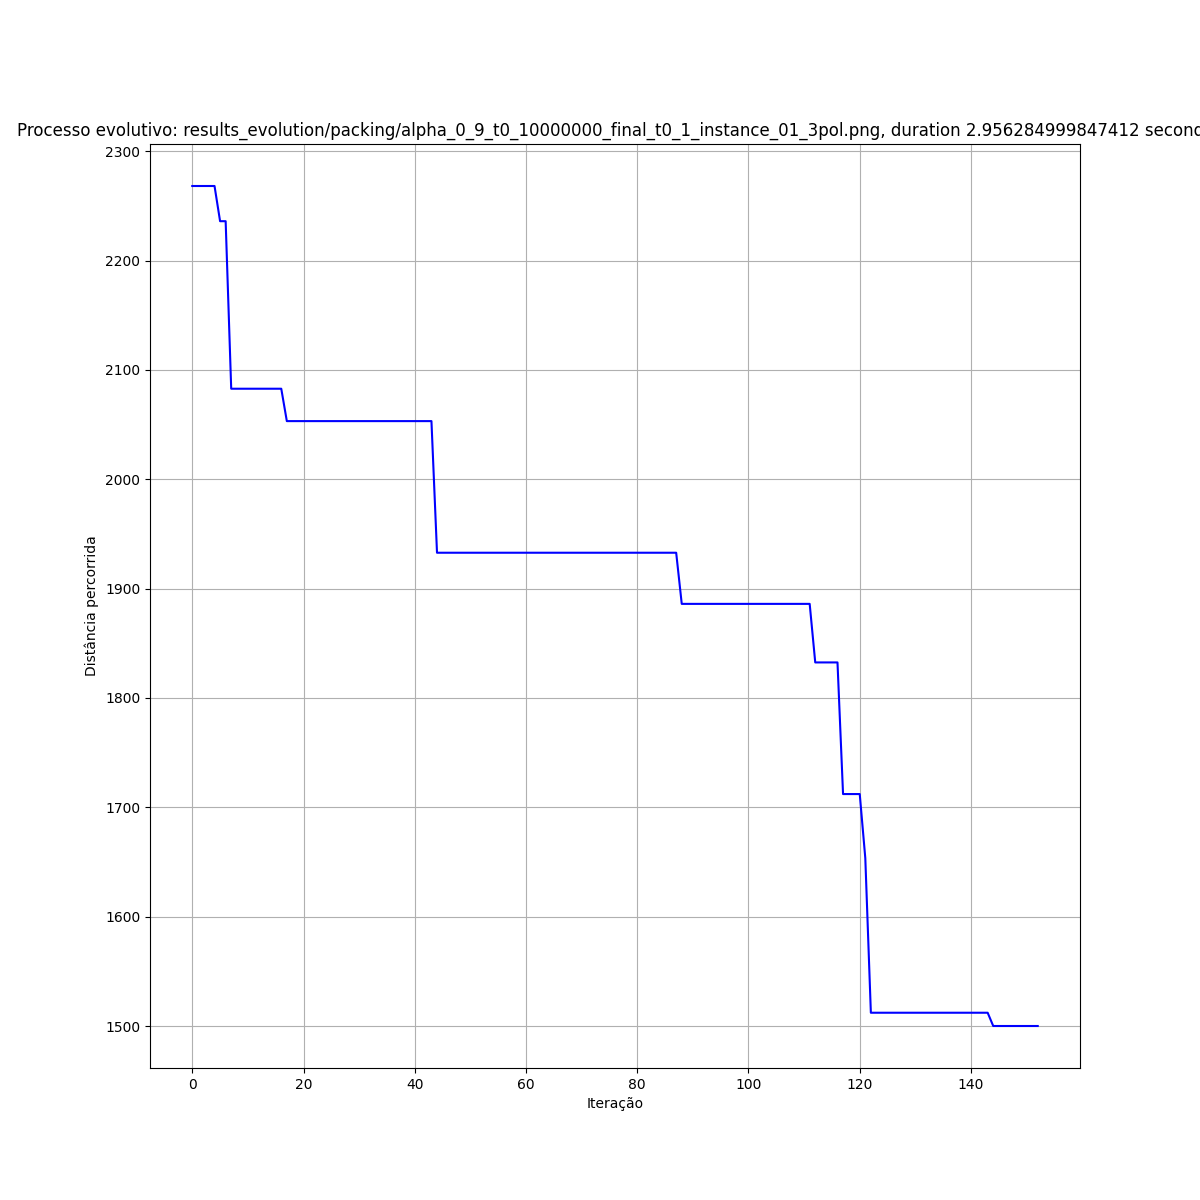 Processo evolutivo: results_evolution/packing/alpha_0_9_t0_10000000_final_t0_1_instance_01_3pol.png, duration 2.956284999847412 second
2300
2200
2100
2000
1900
1800
1700
1600
1500
Distância percorrida
0 20 40 60 80 100 120 140
Iteração